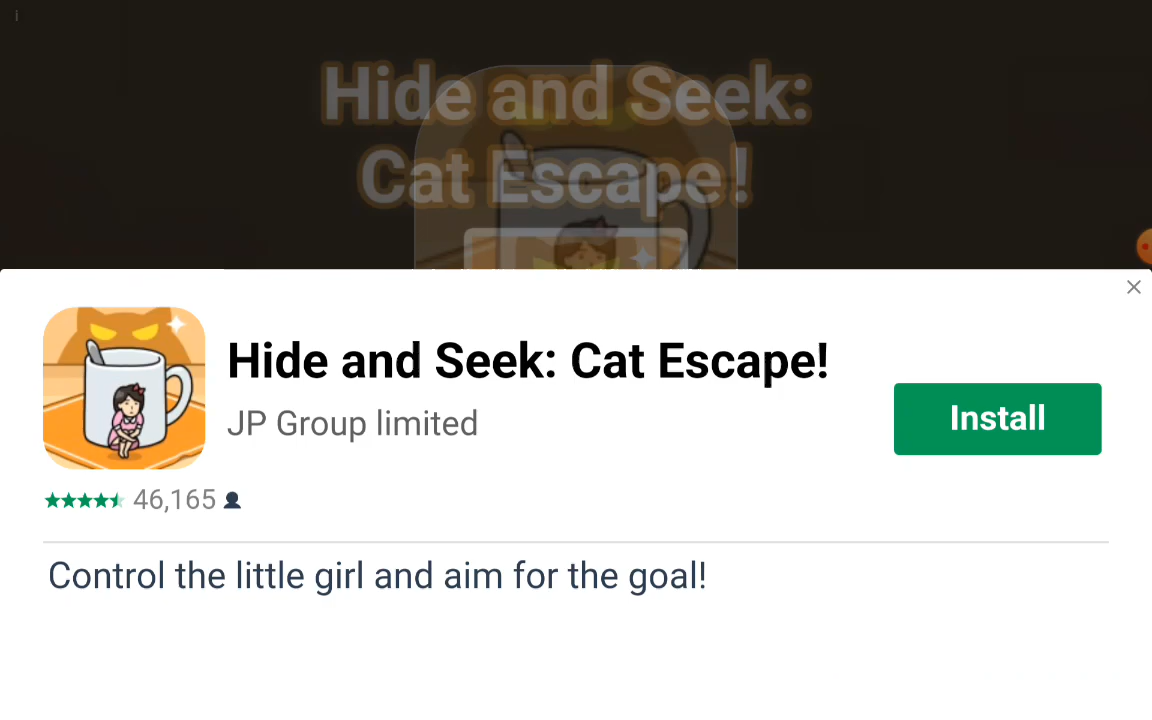 i
Hide and Seek:
Cat Escape!
Hide and Seek: Cat Escape!
JP Group limited
Install
46,165
Control the little girl and aim for the goal!